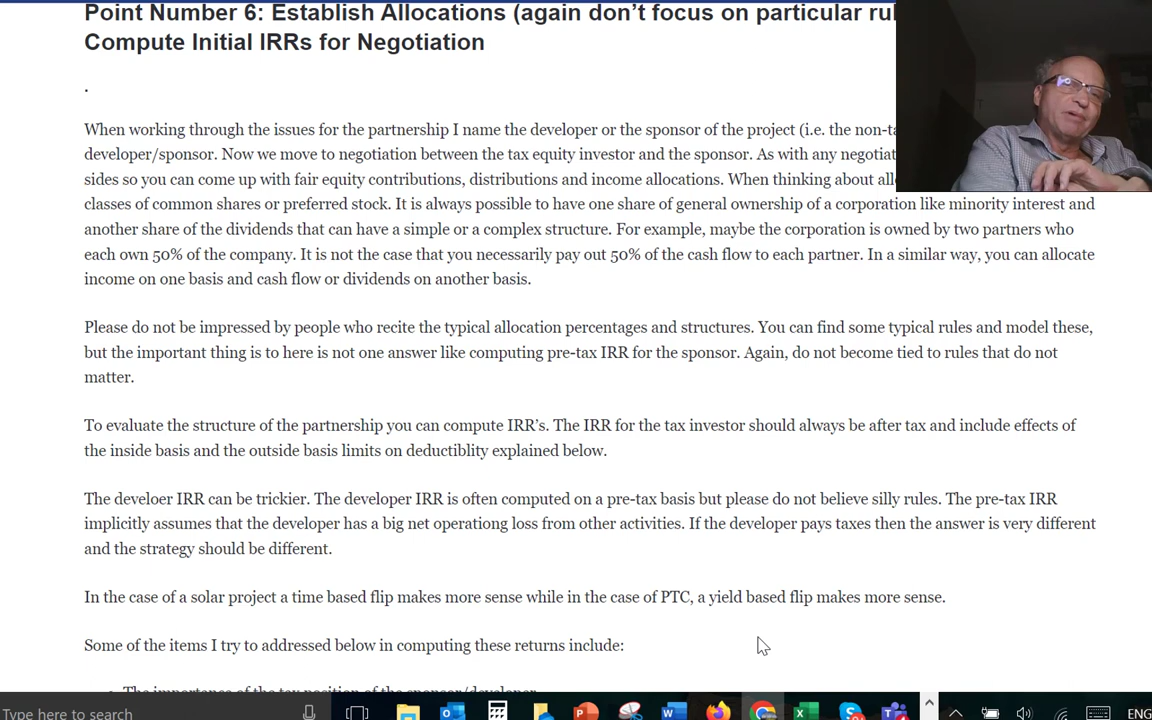 Point Number 6: Establish Allocations (again don’t focus on particular
Compute Initial IRRs for Negotiation
.
When working through the issues for the partnership I name the developer or the sponsor of the project (i.e. the
developer/sponsor. Now we move to negotiation between the tax equity investor and the sponsor. As with any
sides so you can come up with fair equity contributions, distributions and income allocations. When thinking about
classes of common shares or preferred stock. It is always possible to have one share of general ownership of a corporation like minority interest and
another share of the dividends that can have a simple or a complex structure. For example, maybe the corporation is owned by two partners who
each own 50% of the company. It is not the case that you necessarily pay out 50% of the cash flow to each partner. In a similar way, you can allocate
income on one basis and cash flow or dividends on another basis.
Please do not be impressed by people who recite the typical allocation percentages and structures. You can find some typical rules and model these,
but the important thing is to here is not one answer like computing pre-tax IRR for the sponsor. Again, do not become tied to rules that do not
matter.
To evaluate the structure of the partnership you can compute IRR’s. The IRR for the tax investor should always be after tax and include effects of
the inside basis and the outside basis limits on deductiblity explained below.
The develoer IRR can be trickier. The developer IRR is often computed on a pre-tax basis but please do not believe silly rules. The pre-tax IRR
implicitly assumes that the developer has a big net operationg loss from other activities. If the developer pays taxes then the answer is very different
and the strategy should be different.
In the case of a solar project a time based flip makes more sense while in the case of PTC, a yield based flip makes more sense.
Some of the items I try to addressed below in computing these returns include:
The importance of the tax position of the sponsor/developer
Type here to search
ENG